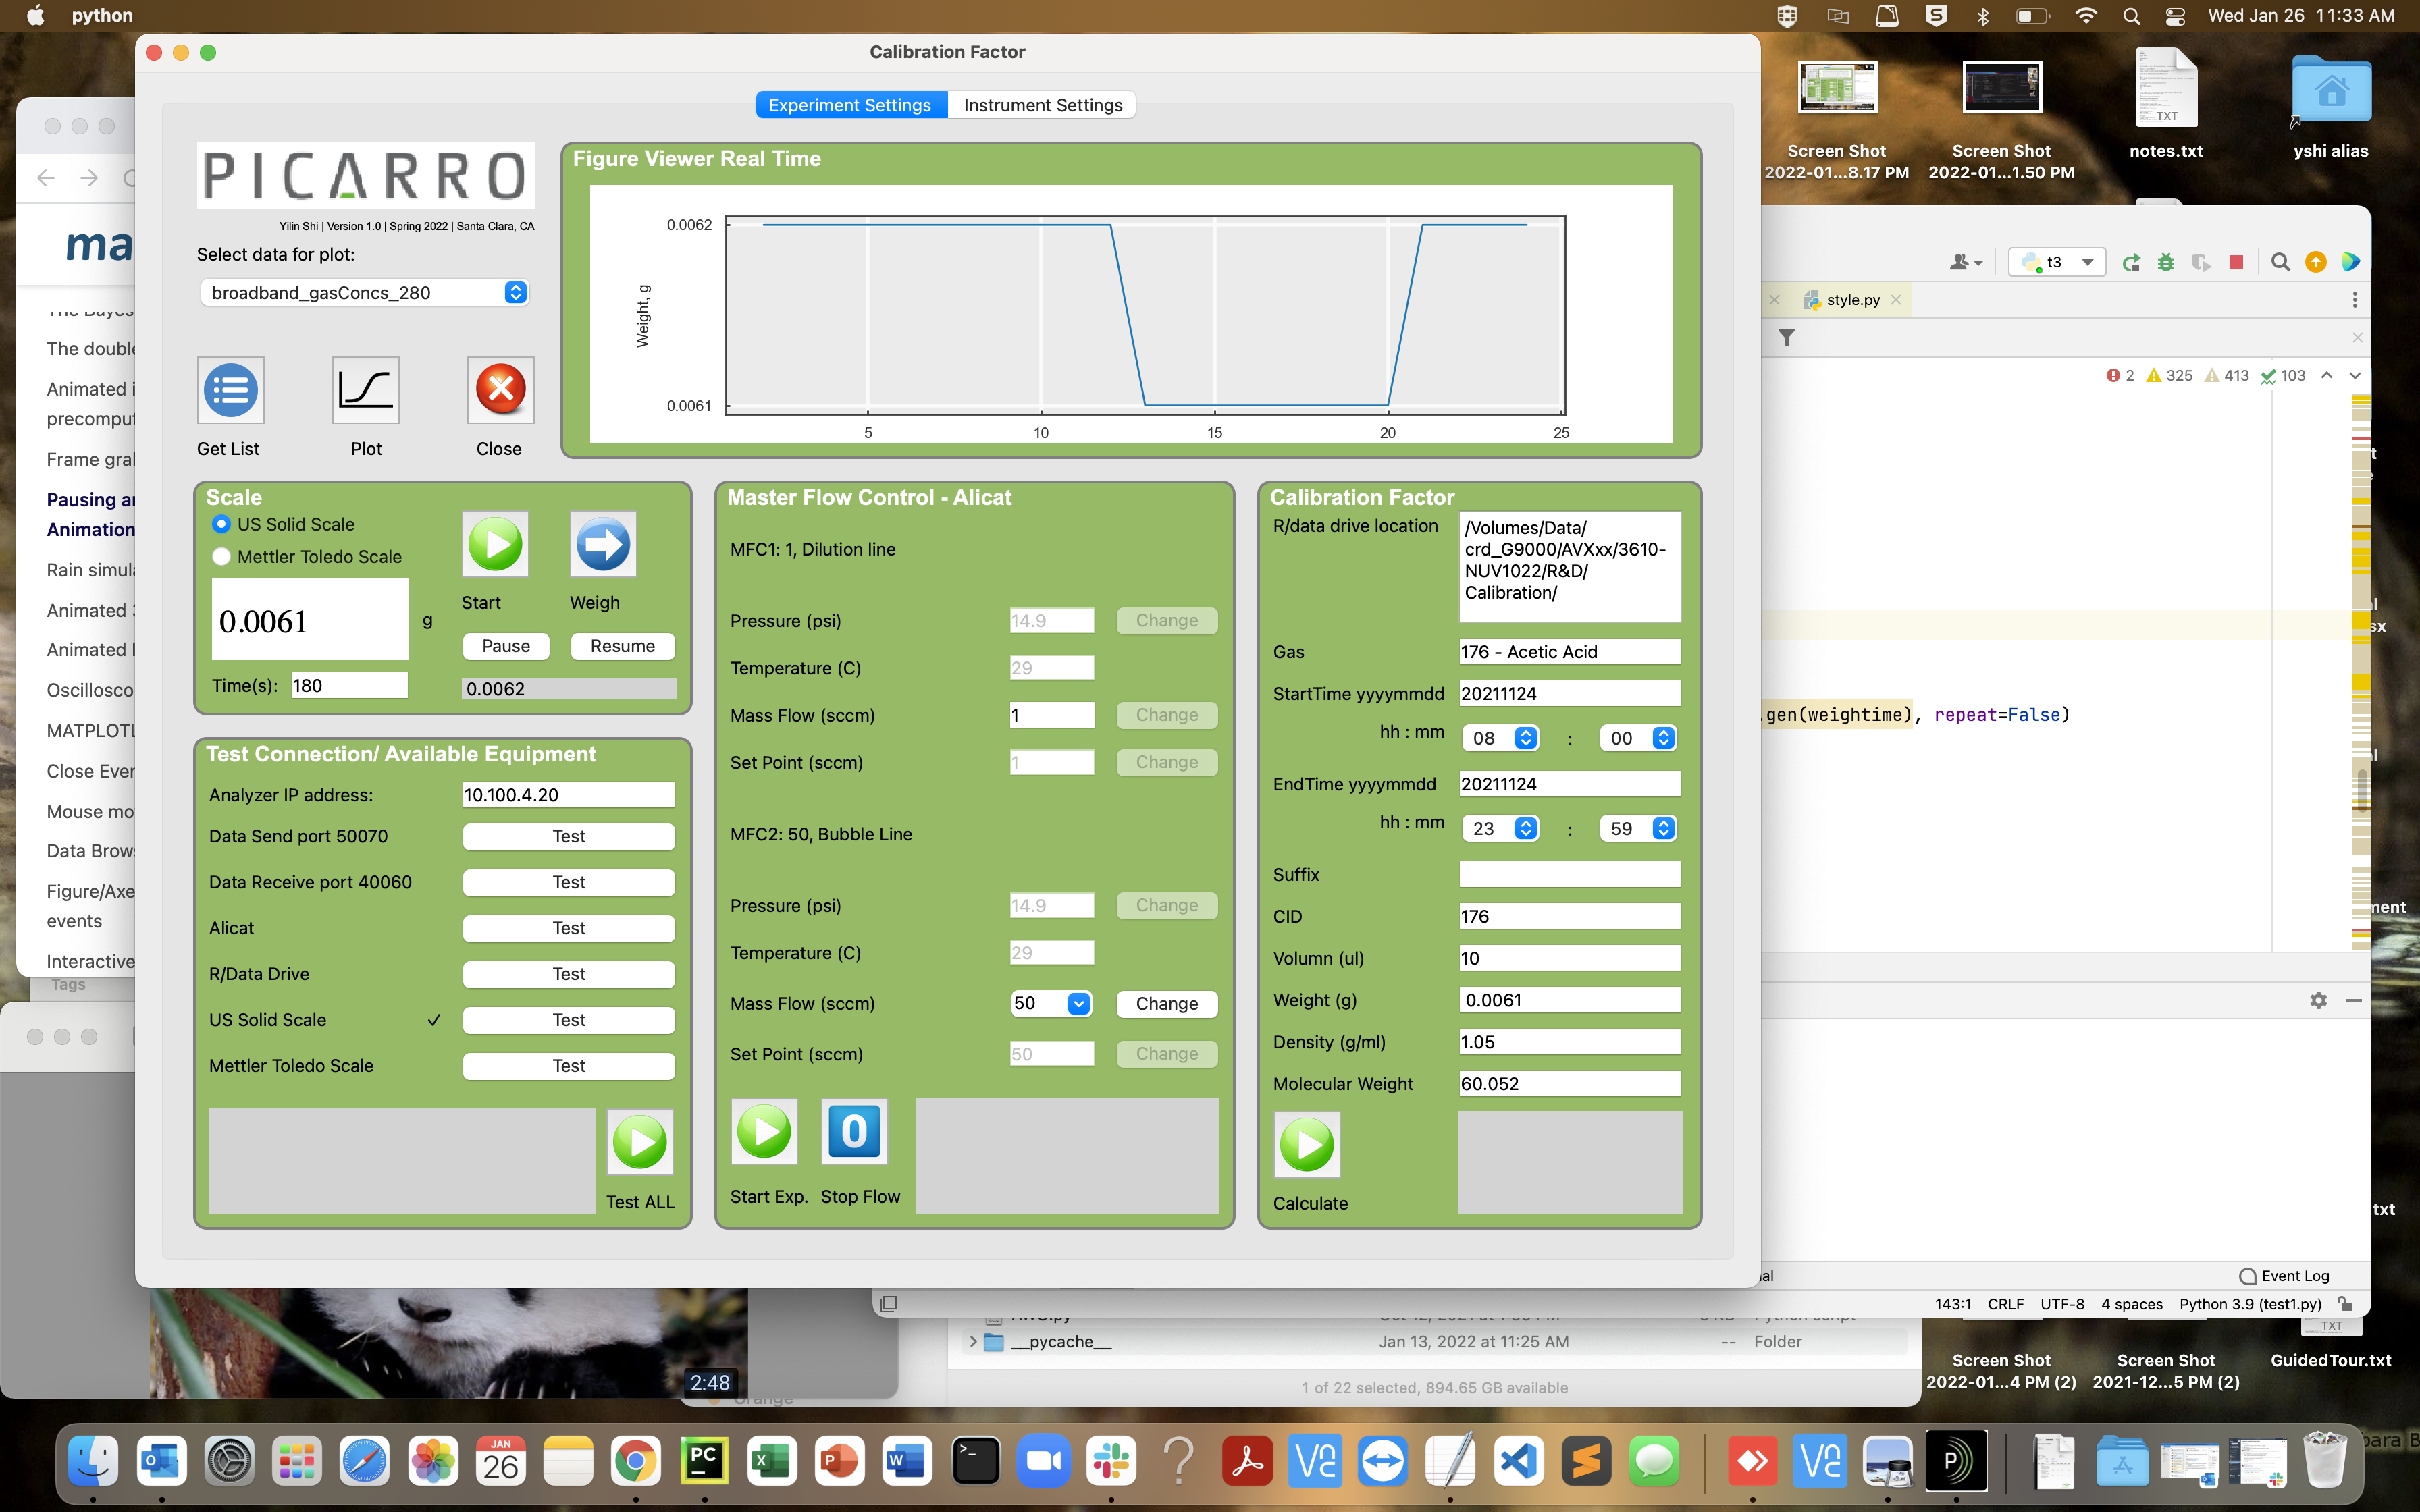 python
Wed Jan 26 11:33 AM
Calibration Factor
Experiment Settings
Instrument Settings
PICARRO
Yilin Shi | Version 1.0 | Spring 2022 | Santa Clara, CA
Select data for plot:
broadband_gasConcs_280
Get List
Plot
Close
Figure Viewer Real Time
0.0062
Weight, g
0.0061
5
10
15
20
25
Scale
US Solid Scale
Mettler Toledo Scale
0.0061
g
Start
Weigh
Pause
Resume
Time(s):
180
0.0062
Test Connection/ Available Equipment
Analyzer IP address:
10.100.4.20
Data Send port 50070
Test
Data Receive port 40060
Test
Alicat
Test
R/Data Drive
Test
US Solid Scale
✓
Test
Mettler Toledo Scale
Test
Test ALL
Master Flow Control - Alicat
MFC1: 1, Dilution line
Pressure (psi)
14.9
Change
Temperature (C)
29
Mass Flow (sccm)
1
Change
Set Point (sccm)
1
Change
MFC2: 50, Bubble Line
Pressure (psi)
14.9
Change
Temperature (C)
29
Mass Flow (sccm)
50
Change
Set Point (sccm)
50
Change
0
Start Exp.
Stop Flow
Calibration Factor
R/data drive location
/Volumes/Data/
crd_G9000/AVXxx/3610-
NUV1022/R&D/
Calibration/
Gas
176 - Acetic Acid
StartTime yyyymmdd
20211124
hh : mm
08
:
00
EndTime yyyymmdd
20211124
hh : mm
23
:
59
Suffix
CID
176
Volumn (ul)
10
Weight (g)
0.0061
Density (g/ml)
1.05
Molecular Weight
60.052
Calculate
ma
The double
Animated
precomput
Frame gra
Pausing a
Animation
Rain simul
Animated
Animated
Oscillosco
MATPLOTL
Close Ever
Mouse mo
Data Brow
Figure/Axe
events
Interactive
Tags
Screen Shot
2022-01...8.17 PM
Screen Shot
2022-01...1.50 PM
TXT
notes.txt
yshi alias
t3
style.py
2
325
413
103
.gen(weightime), repeat=False)
sx
Event Log
143:1
CRLF
UTF-8
4 spaces
Python 3.9 (test1.py)
__pycache__
Jan 13, 2022 at 11:25 AM
--
Folder
1 of 22 selected, 894.65 GB available
Orange
2:48
txt
TXT
Screen Shot
2022-01...4 PM (2)
Screen Shot
2021-12...5 PM (2)
GuidedTour.txt
JAN
26
PC